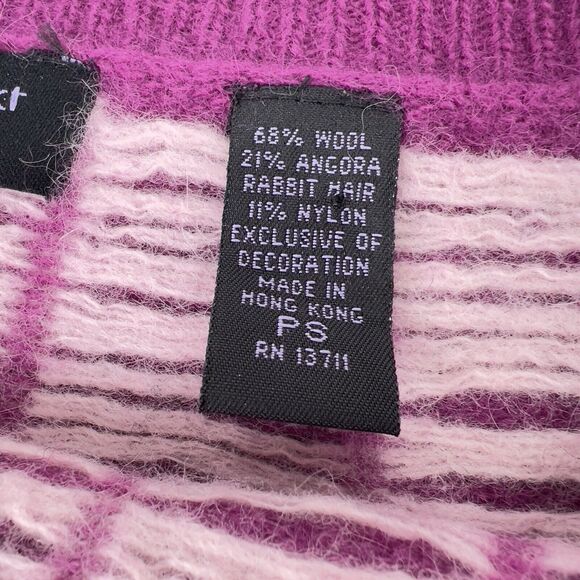 68% WOOL
21% ANGORA
RABBIT HAIR
11% NYLON
EXCLUSIVE OF
DECORATION
MADE IN
HONG KONG
PS
RN 13711